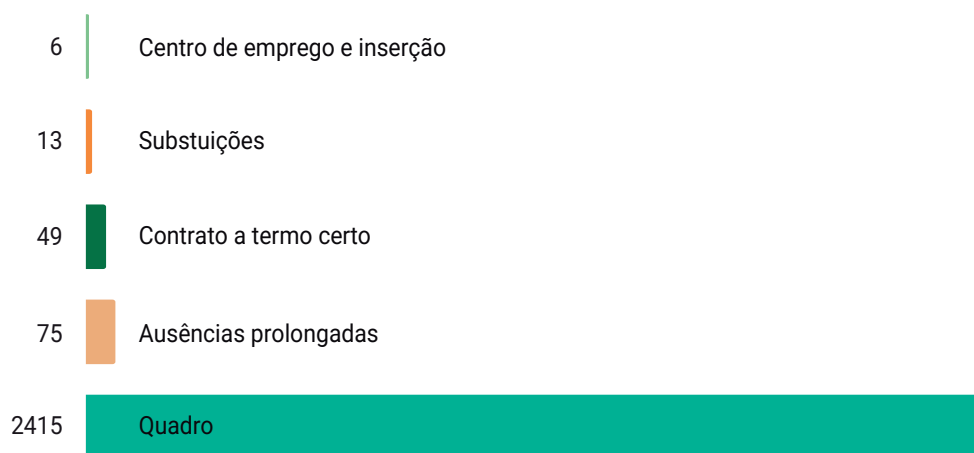 6 Centro de emprego e inserção
13 Substuições
49 Contrato a termo certo
75 Ausências prolongadas
2415 Quadro